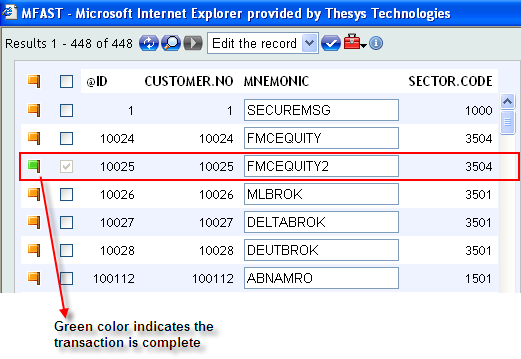 MFAST - Microsoft Internet Explorer provided by Thesys Technologies
Results 1 - 448 of 448 Edit the record
@ID CUSTOMER.NO MNEMONIC SECTOR.CODE
1 1 SECUREMSG 1000
10024 10024 FMCEQUITY 3504
10025 10025 FMCEQUITY2 3504
10026 10026 MLBROK 3501
10027 10027 DELTABROK 3501
10028 10028 DEUTBROK 3501
100112 100112 ABNAMRO 1501
Green color indicates the
transaction is complete